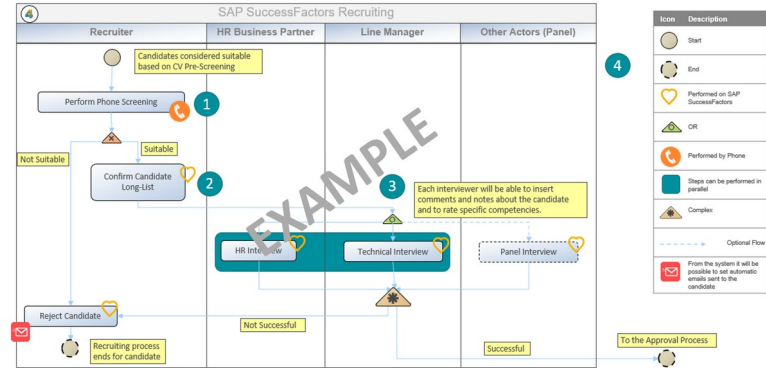 4
SAP SuccessFactors Recruiting
Recruiter
HR Business Partner
Line Manager
Other Actors (Panel)
Candidates considered suitable
based on CV Pre-Screening
Perform Phone Screening
1
Not Suitable
Suitable
Confirm Candidate
Long-List
2
3
Each interviewer will be able to insert
comments and notes about the candidate
and to rate specific competencies.
HR Interview
Technical Interview
Panel Interview
Reject Candidate
Not Successful
Recruiting process
ends for candidate
Successful
To the Approval Process
EXAMPLE
4
Icon Description
Start
End
Performed on SAP
SuccessFactors
OR
Performed by Phone
Steps can be performed in
parallel
Complex
Optional Flow
From the system it will be
possible to set automatic
emails sent to the
candidate